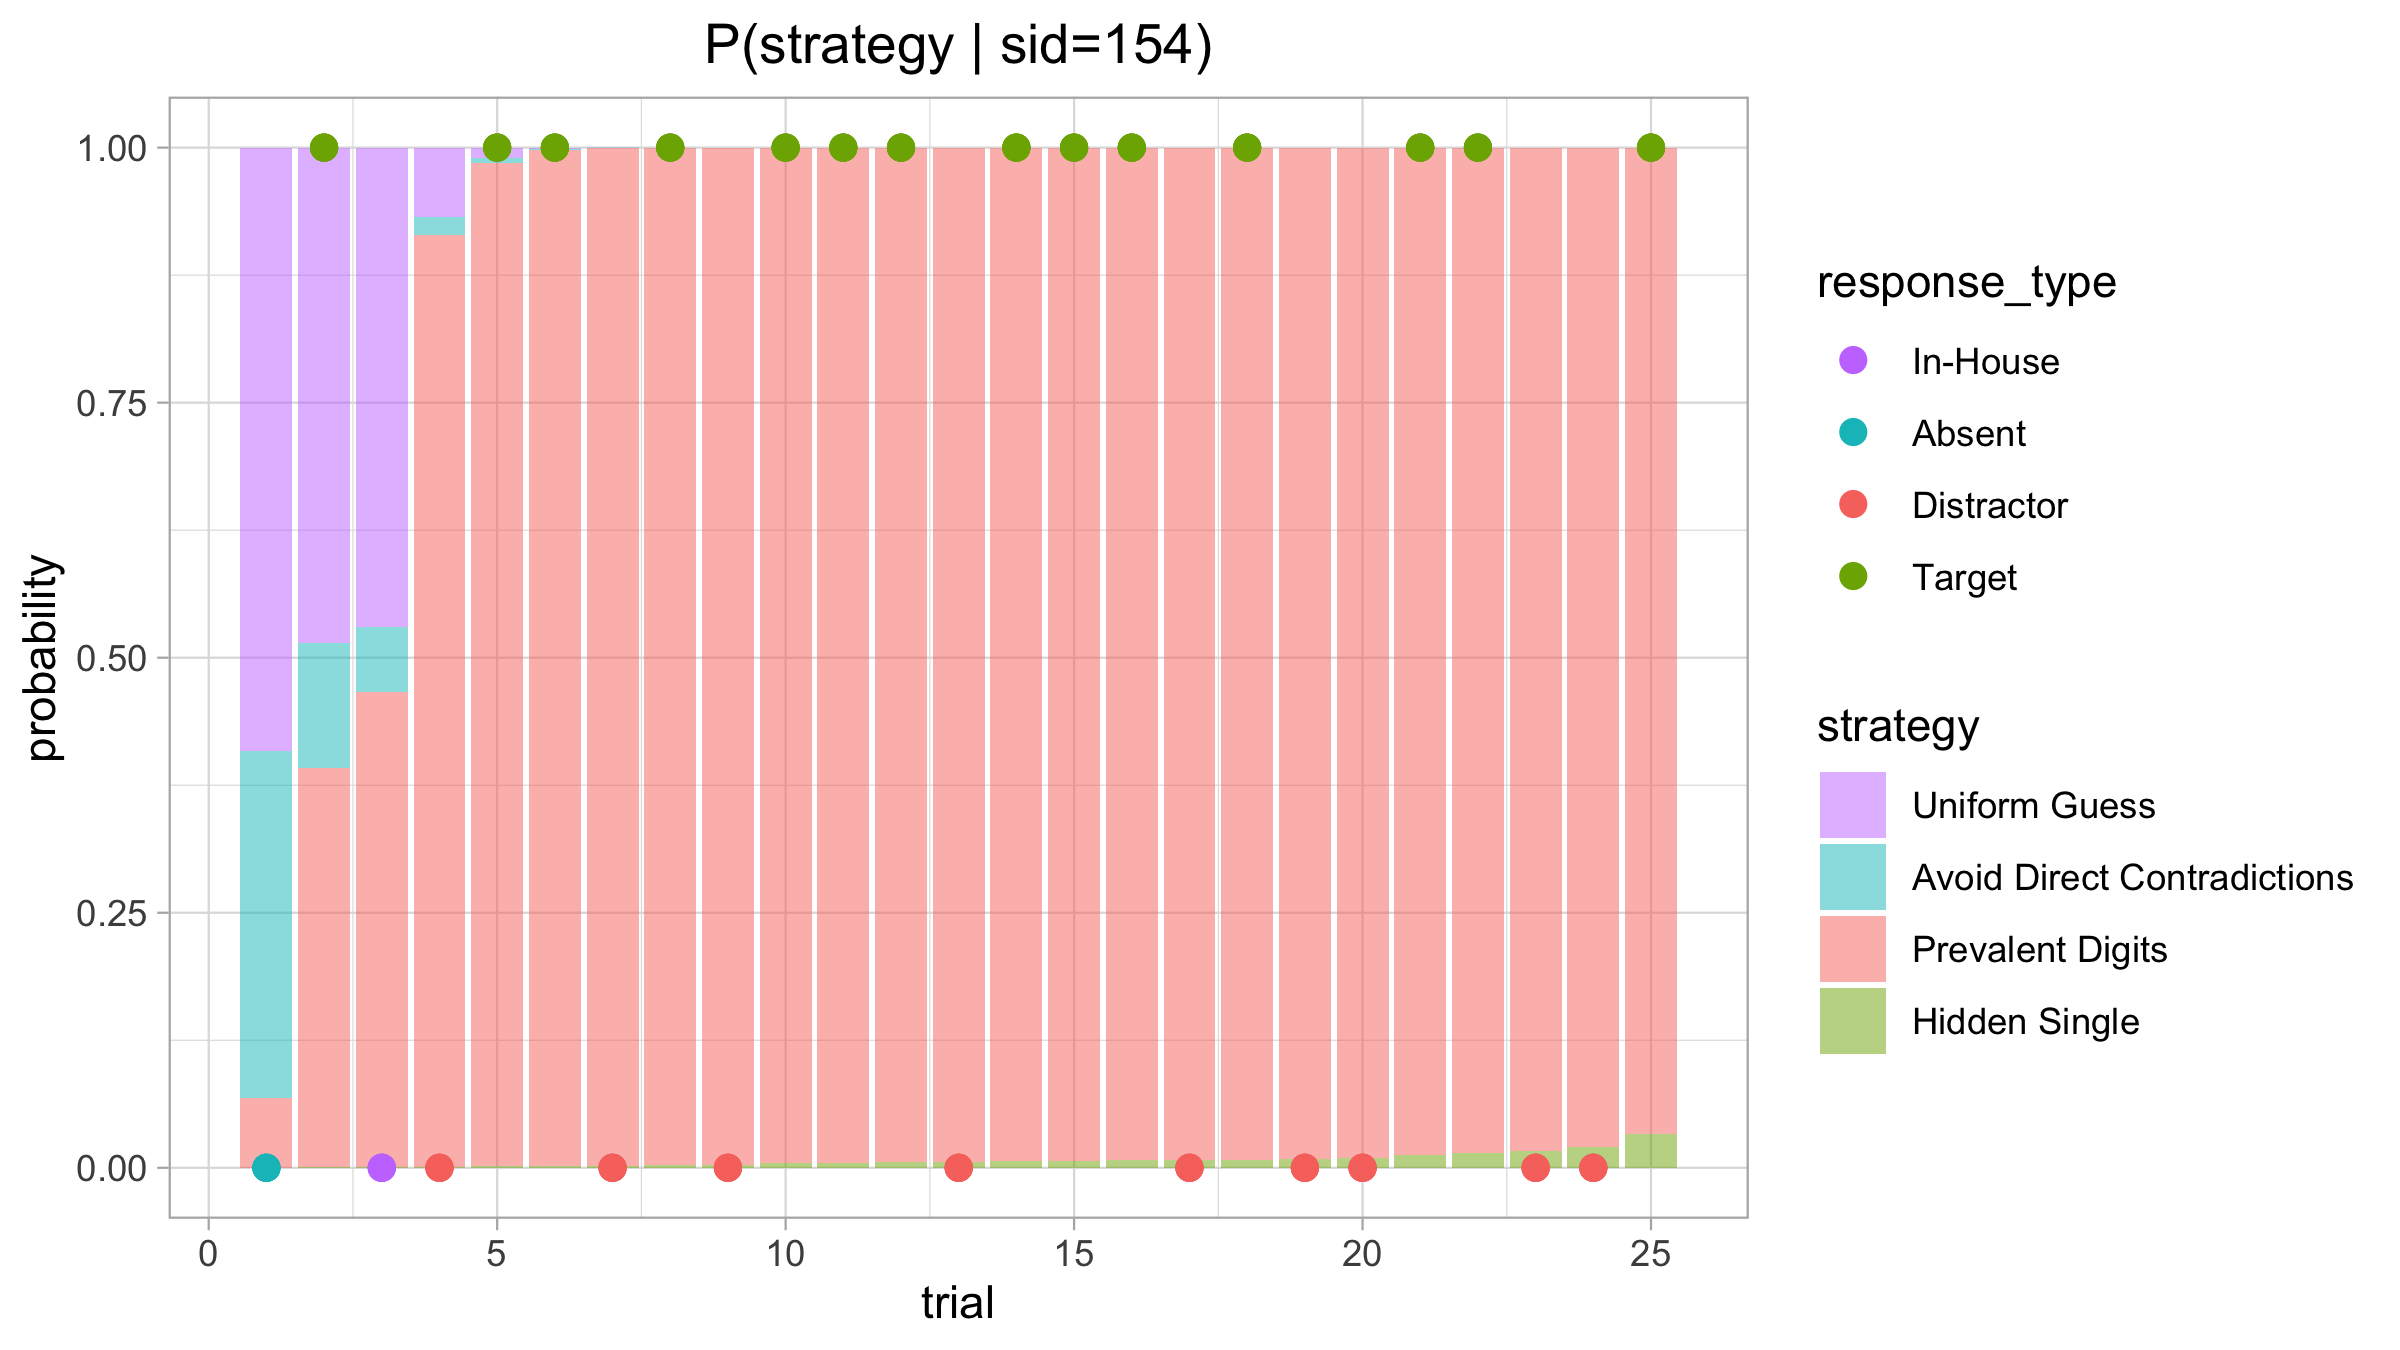 P(strategy | sid=154)
1.00
0.75
0.50
0.25
0.00
probability
0 5 10 15 20 25
trial
response_type
In-House
Absent
Distractor
Target
strategy
Uniform Guess
Avoid Direct Contradictions
Prevalent Digits
Hidden Single